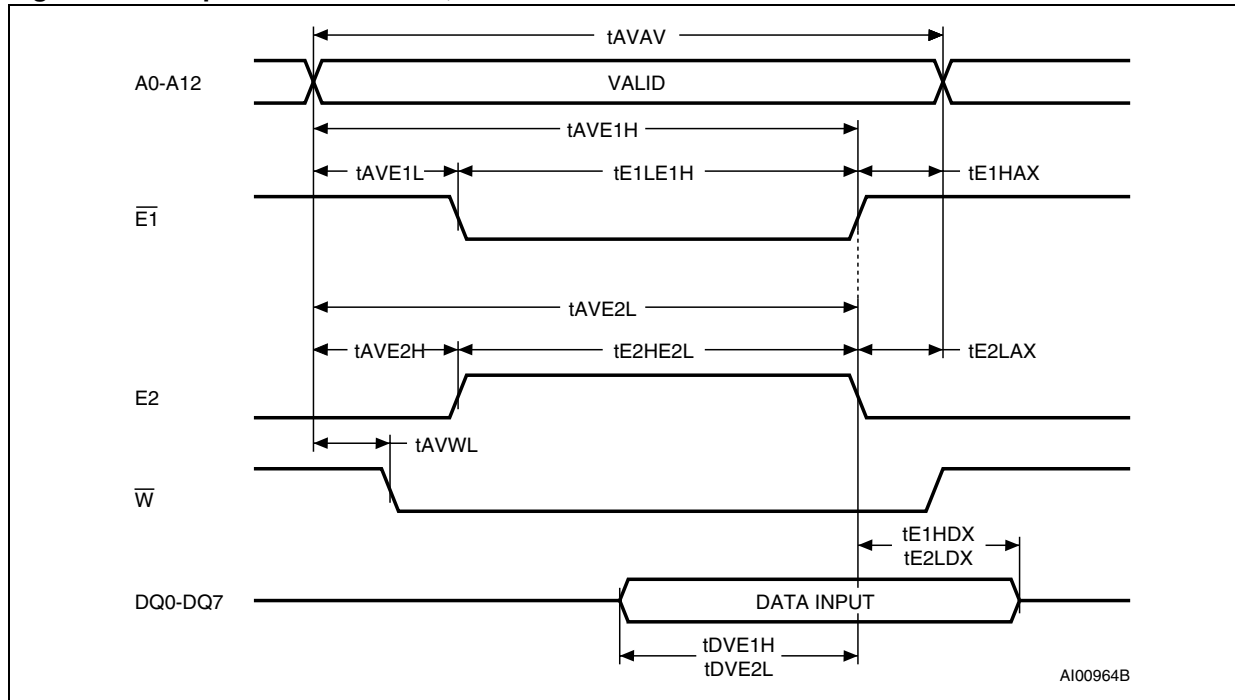 tAVAV
A0-A12
VALID
tAVE1H
tAVE1L
tE1LE1H
tE1HAX
E1
tAVE2L
tAVE2H
tE2HE2L
tE2LAX
E2
tAVWL
W
tE1HDX
tE2LDX
DQ0-DQ7
DATA INPUT
tDVE1H
tDVE2L
AI00964B